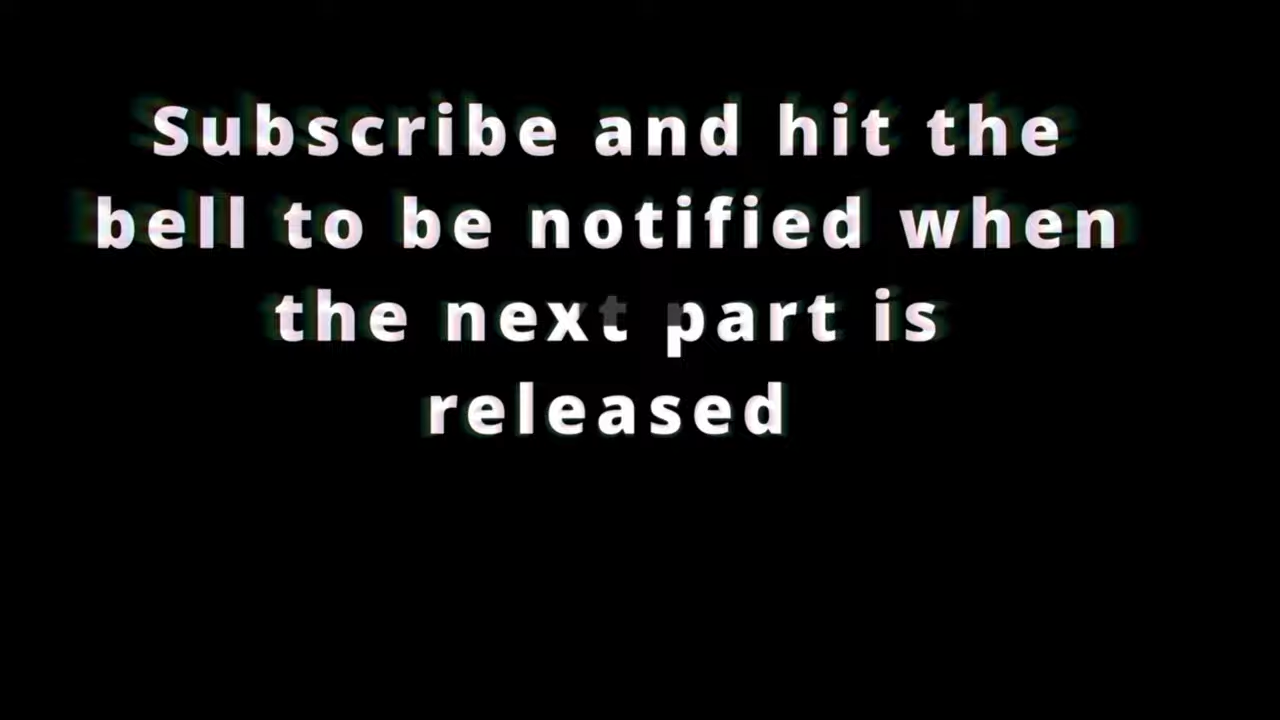 Subscribe and hit the
bell to be notified when
the next part is
released